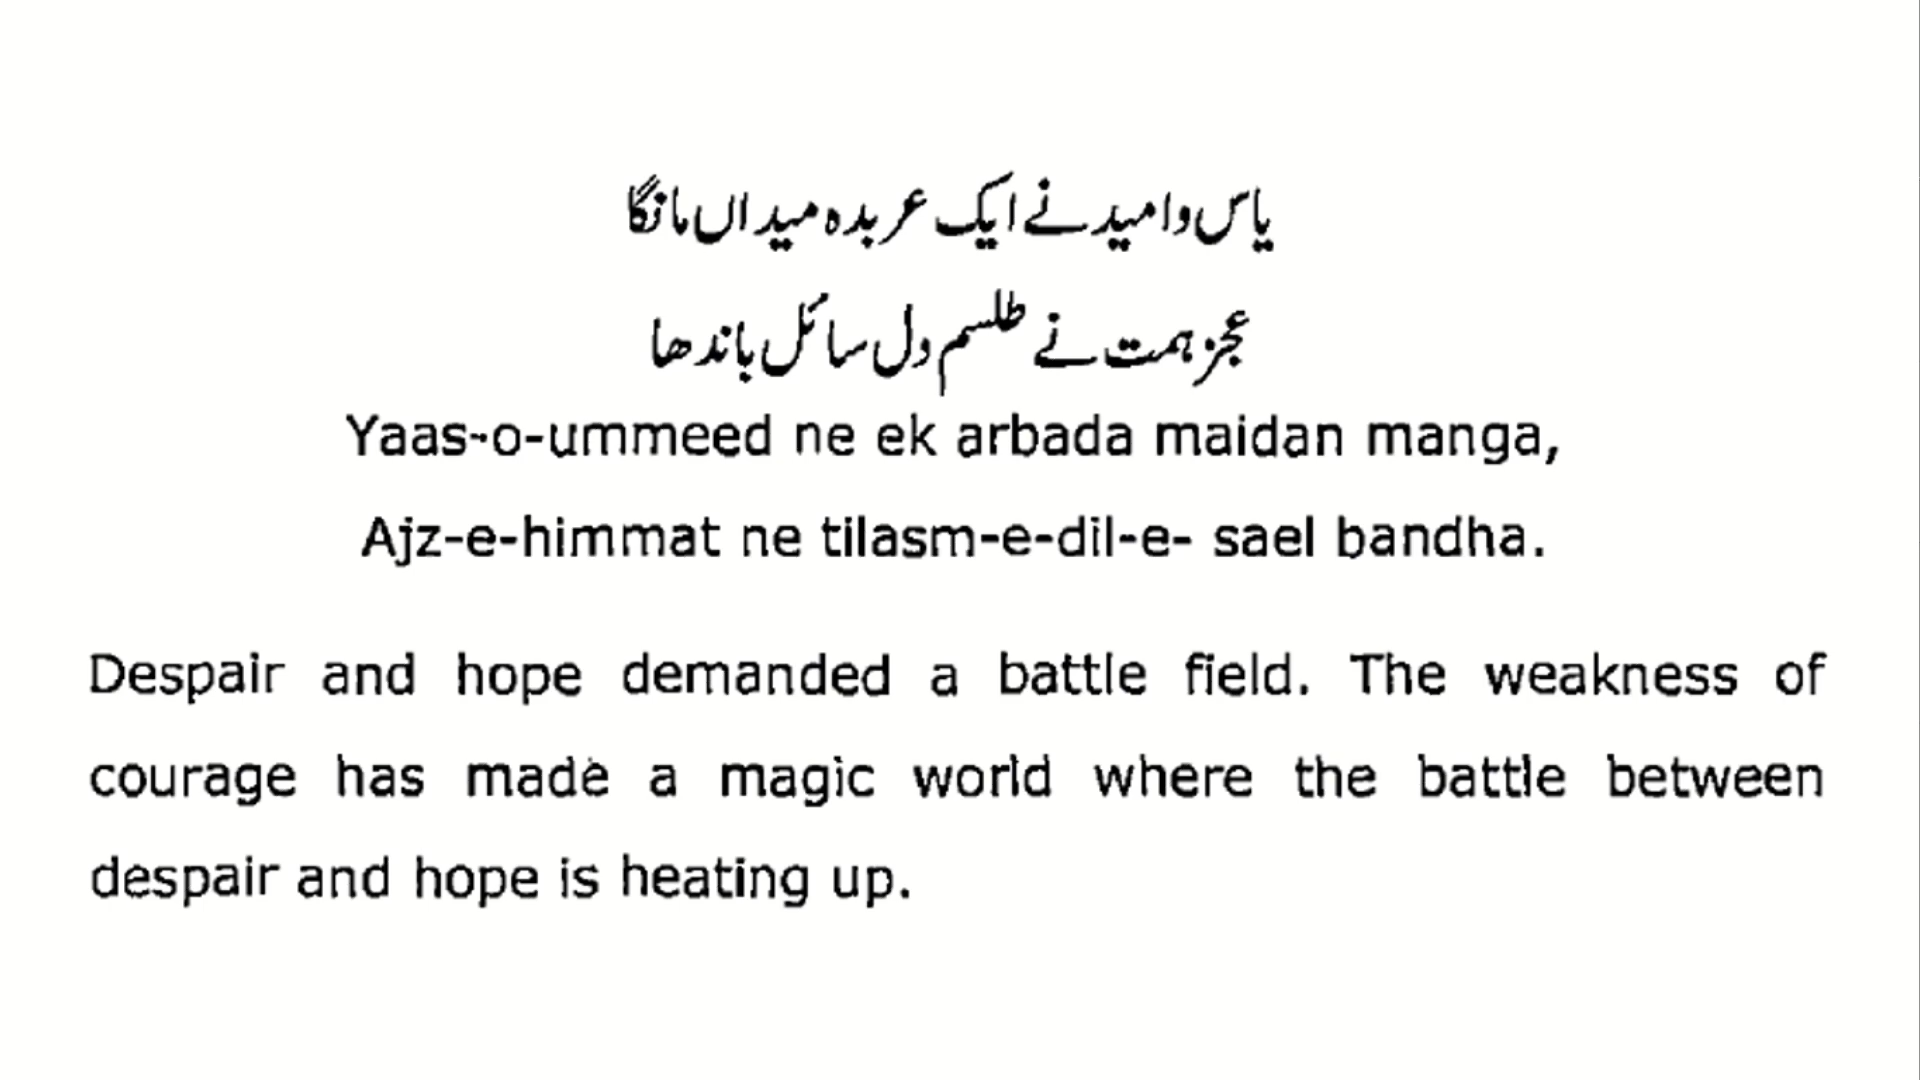 یاس و امید نے ایک عربدہ میداں مانگا
عجز ہمت نے طلسم دل سائل باندھا
Yaas-o-ummeed ne ek arbada maidan manga,
Ajz-e-himmat ne tilasm-e-dil-e- sael bandha.
Despair and hope demanded a battle field. The weakness of
courage has made a magic world where the battle between
despair and hope is heating up.